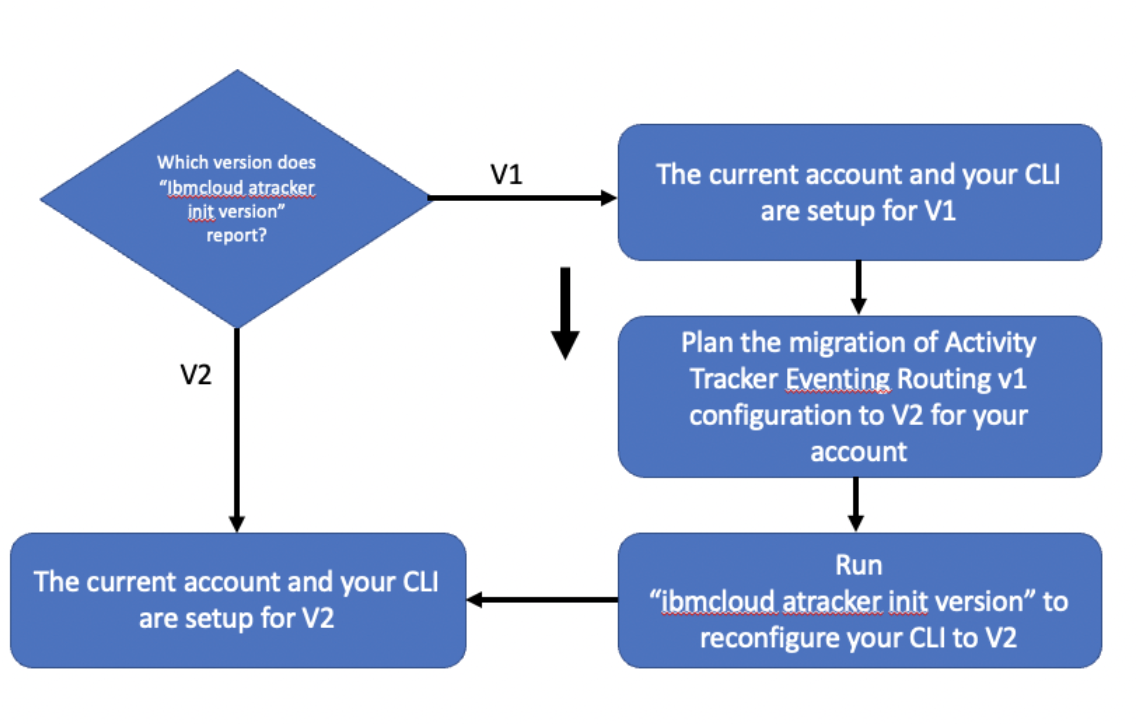 Which version does
“Ibmcloud atracker
init version”
report?
V1
The current account and your CLI
are setup for V1
Plan the migration of Activity
Tracker Eventing Routing v1
configuration to V2 for your
account
V2
The current account and your CLI
are setup for V2
Run
“ibmcloud atracker init version” to
reconfigure your CLI to V2